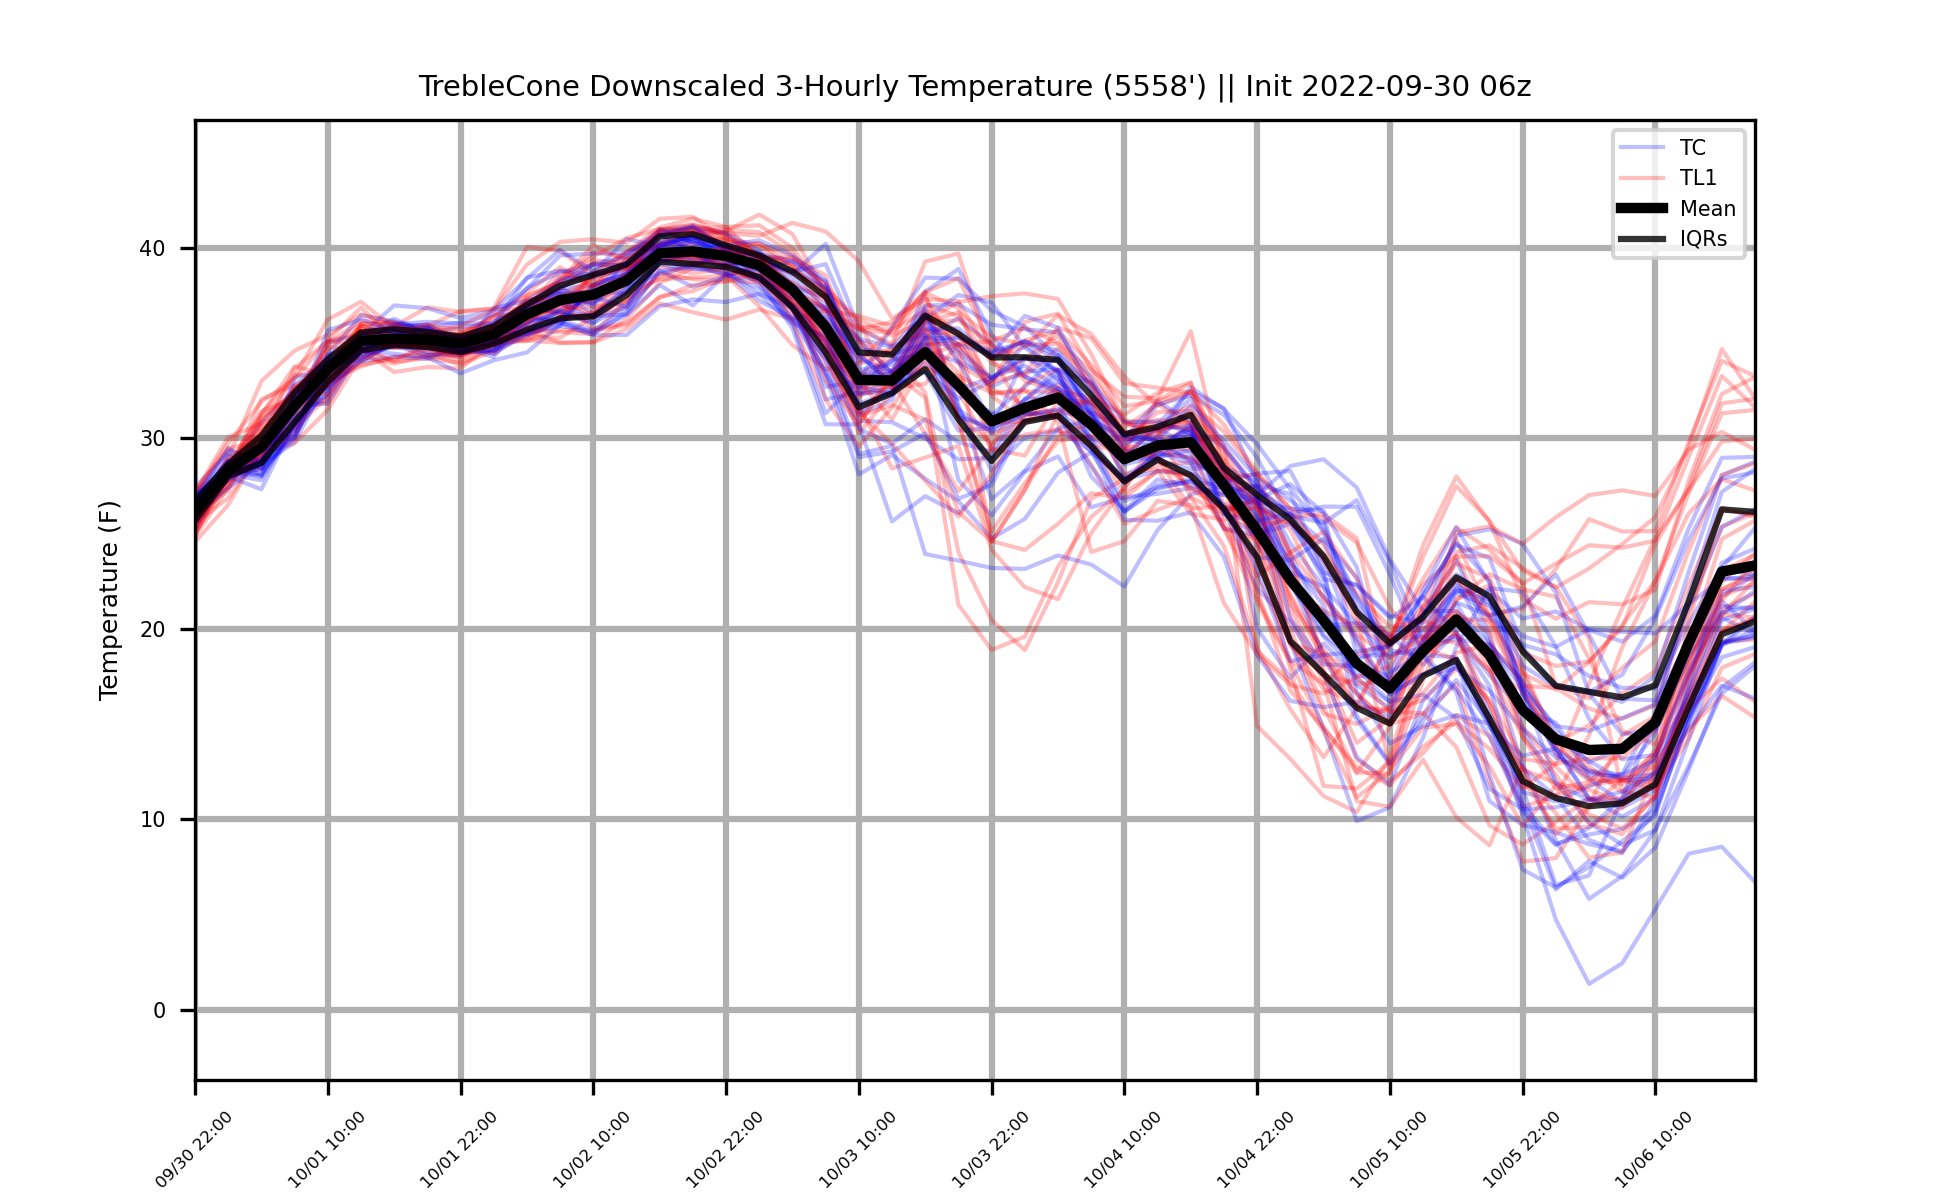 TrebleCone Downscaled 3-Hourly Temperature (5558') || Init 2022-09-30 06z
TC
TL1
Mean
IQRs
Temperature (F)
40
30
20
10
0
09/30 22:00
10/01 10:00
10/01 22:00
10/02 10:00
10/02 22:00
10/03 10:00
10/03 22:00
10/04 10:00
10/04 22:00
10/05 10:00
10/05 22:00
10/06 10:00